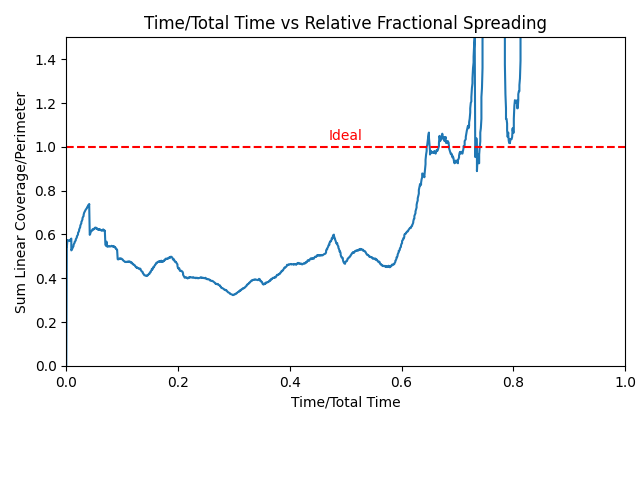 Time/Total Time vs Relative Fractional Spreading
Sum Linear Coverage/Perimeter
1.4
1.2
1.0
0.8
0.6
0.4
0.2
0.0
Ideal
0.0 0.2 0.4 0.6 0.8 1.0
Time/Total Time